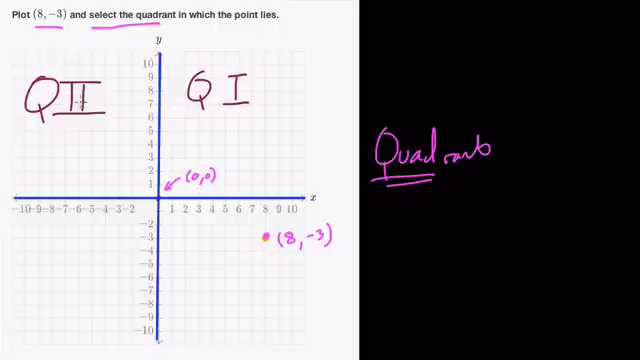 Plot (8, −3) and select the quadrant in which the point lies.
y
10
9
8
7
6
5
4
3
2
1
Q II
Q I
(0,0)
Quadrants
x
−10 −9 −8 −7 −6 −5 −4 −3 −2
1 2 3 4 5 6 7 8 9 10
−2
−3
−4
−5
−6
−7
−8
−9
−10
(8, −3)